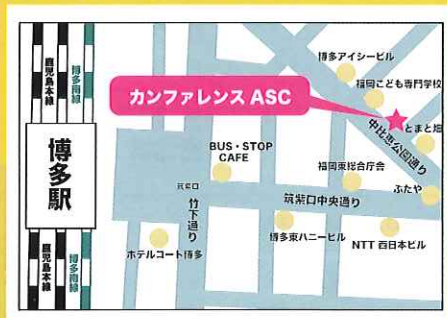 鹿児島本線
博多南線
博多駅
鹿児島本線
博多南線
カンファレンス ASC
博多アイシービル
福岡こども専門学校
とまと畑
中比恵公園通り
BUS・STOP
CAFE
福岡東総合庁舎
ふたや
筑紫口
竹下通り
筑紫口中央通り
博多東ハニービル
NTT 西日本ビル
ホテルコート博多